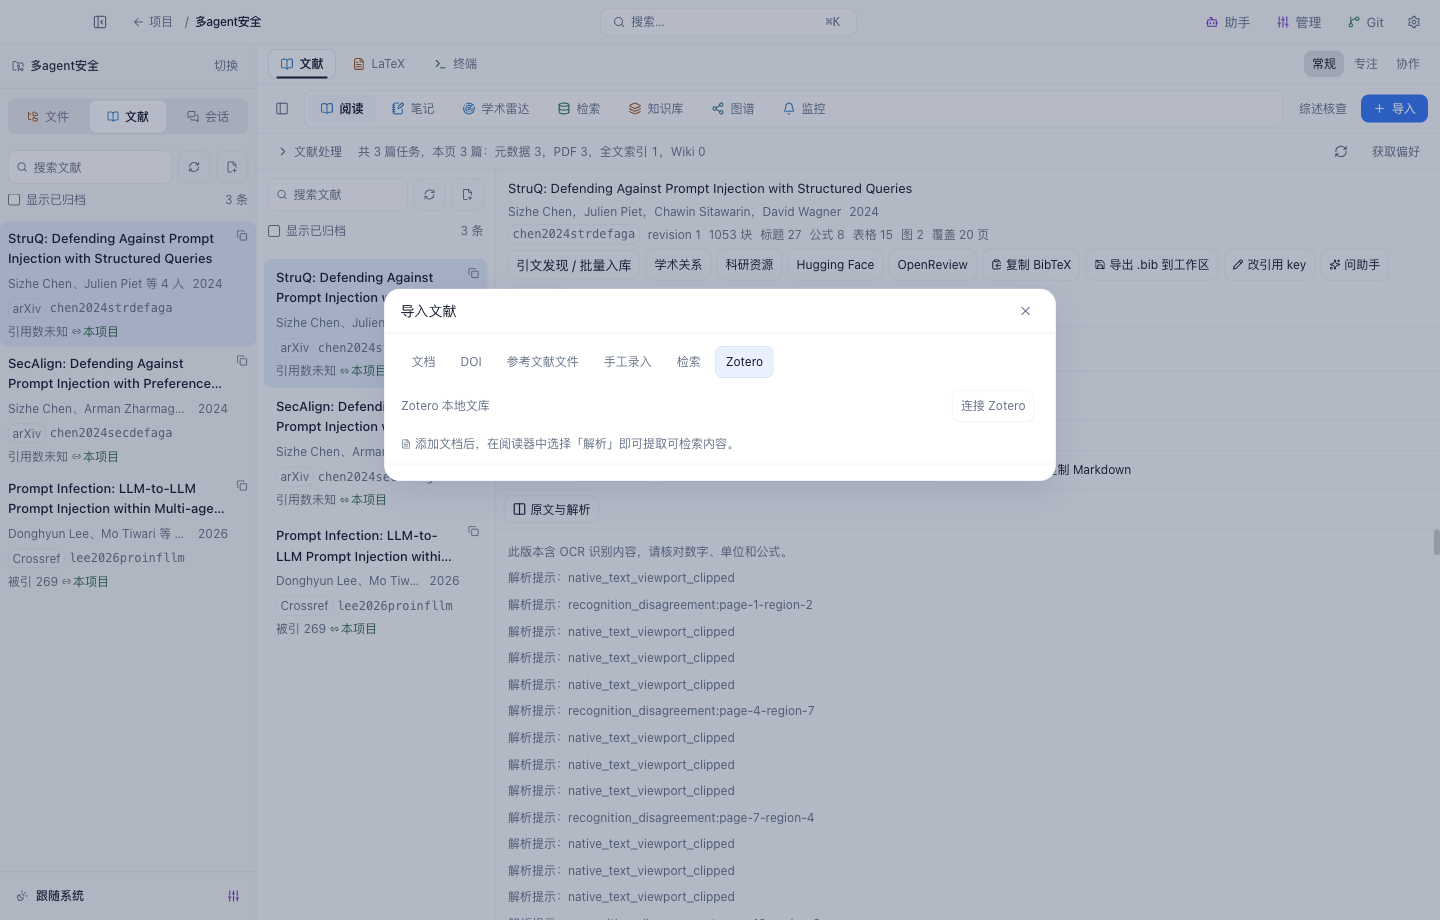 项目 / 多agent安全
搜索... ⌘K
助手 管理 Git
多agent安全 切换
文献 LaTeX 终端
常规 专注 协作
文件 文献 会话
阅读 笔记 学术雷达 检索 知识库 图谱 监控
综述核查 导入
文献处理 共 3 篇任务，本页 3 篇：元数据 3，PDF 3，全文索引 1，Wiki 0
获取偏好
搜索文献
显示已归档 3 条
StruQ: Defending Against Prompt
Injection with Structured Queries
Sizhe Chen、Julien Piet 等 4 人 2024
arXiv chen2024strdefaga
引用数未知 本项目
SecAlign: Defending Against
Prompt Injection with Preference...
Sizhe Chen、Arman Zharmag... 2024
arXiv chen2024secdefaga
引用数未知 本项目
Prompt Infection: LLM-to-LLM
Prompt Injection within Multi-age...
Donghyun Lee、Mo Tiwari 等 ... 2026
Crossref lee2026proinfllm
被引 269 本项目
跟随系统
搜索文献
显示已归档 3 条
StruQ: Defending Against
Prompt Injection
Sizhe Chen、Julien
arXiv chen2024s
引用数未知 本项目
SecAlign: Defend
Prompt Injection
Sizhe Chen、Arma
arXiv chen2024se
引用数未知 本项目
Prompt Infection: LLM-to-
LLM Prompt Injection withi...
Donghyun Lee、Mo Tiw... 2026
Crossref lee2026proinfllm
被引 269 本项目
StruQ: Defending Against Prompt Injection with Structured Queries
Sizhe Chen，Julien Piet，Chawin Sitawarin，David Wagner 2024
chen2024strdefaga revision 1 1053 块 标题 27 公式 8 表格 15 图 2 覆盖 20 页
引文发现 / 批量入库 学术关系 科研资源 Hugging Face OpenReview 复制 BibTeX 导出 .bib 到工作区 改引用 key 问助手
导入文献
文档 DOI 参考文献文件 手工录入 检索 Zotero
Zotero 本地文库 连接 Zotero
添加文档后，在阅读器中选择「解析」即可提取可检索内容。
制 Markdown
原文与解析
此版本含 OCR 识别内容，请核对数字、单位和公式。
解析提示：native_text_viewport_clipped
解析提示：recognition_disagreement:page-1-region-2
解析提示：native_text_viewport_clipped
解析提示：native_text_viewport_clipped
解析提示：native_text_viewport_clipped
解析提示：recognition_disagreement:page-4-region-7
解析提示：native_text_viewport_clipped
解析提示：native_text_viewport_clipped
解析提示：native_text_viewport_clipped
解析提示：recognition_disagreement:page-7-region-4
解析提示：native_text_viewport_clipped
解析提示：native_text_viewport_clipped
解析提示：native_text_viewport_clipped